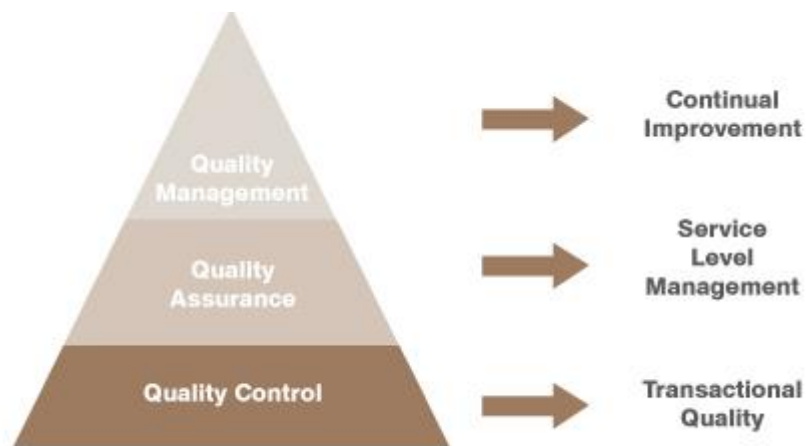 Quality
Management
Continual
Improvement
Quality
Assurance
Service
Level
Management
Quality Control
Transactional
Quality